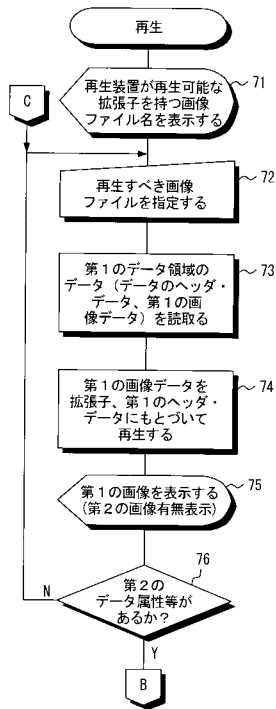 再生
再生装置が再生可能な
拡張子を持つ画像
ファイル名を表示する
71
C
再生すべき画像
ファイルを指定する
72
第1のデータ領域の
データ(データのヘッダ・
データ、第1の画
像データ)を読取る
73
第1の画像データを
拡張子、第1のヘッダ・
データにもとづいて
再生する
74
第1の画像を表示する
(第2の画像有無表示)
75
第2の
データ属性等が
あるか?
76
N
Y
B